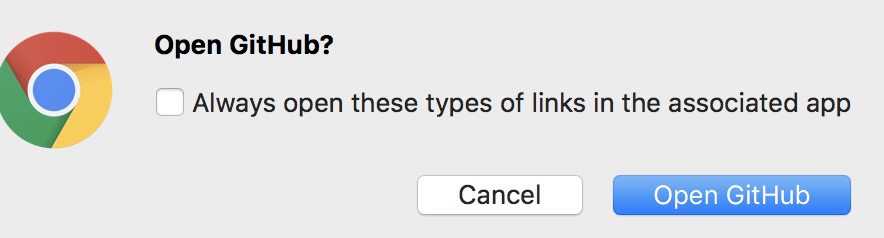 Open GitHub?
Always open these types of links in the associated app
Cancel Open GitHub